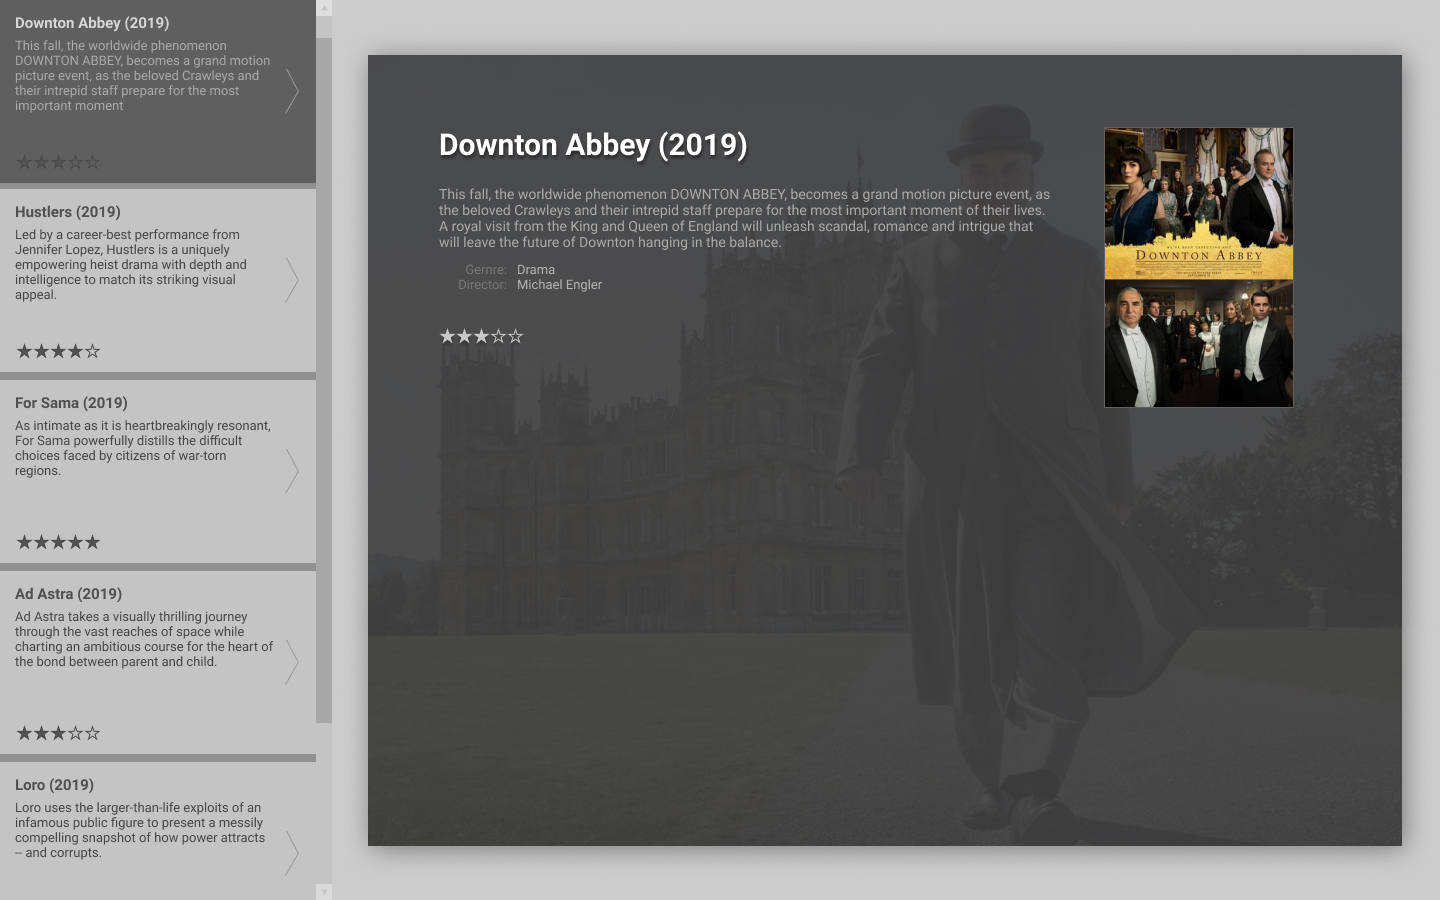 Downton Abbey (2019)
This fall, the worldwide phenomenon
DOWNTON ABBEY, becomes a grand motion
picture event, as the beloved Crawleys and
their intrepid staff prepare for the most
important moment
★★★☆☆
Hustlers (2019)
Led by a career-best performance from
Jennifer Lopez, Hustlers is a uniquely
empowering heist drama with depth and
intelligence to match its striking visual
appeal.
★★★★☆
For Sama (2019)
As intimate as it is heartbreakingly resonant,
For Sama powerfully distills the difficult
choices faced by citizens of war-torn
regions.
★★★★★
Ad Astra (2019)
Ad Astra takes a visually thrilling journey
through the vast reaches of space while
charting an ambitious course for the heart of
the bond between parent and child.
★★★☆☆
Loro (2019)
Loro uses the larger-than-life exploits of an
infamous public figure to present a messily
compelling snapshot of how power attracts
-- and corrupts.
Downton Abbey (2019)
This fall, the worldwide phenomenon DOWNTON ABBEY, becomes a grand motion picture event, as
the beloved Crawleys and their intrepid staff prepare for the most important moment of their lives.
A royal visit from the King and Queen of England will unleash scandal, romance and intrigue that
will leave the future of Downton hanging in the balance.
Gernre: Drama
Director: Michael Engler
★★★☆☆
WE'VE BEEN EXPECTING YOU
DOWNTON ABBEY